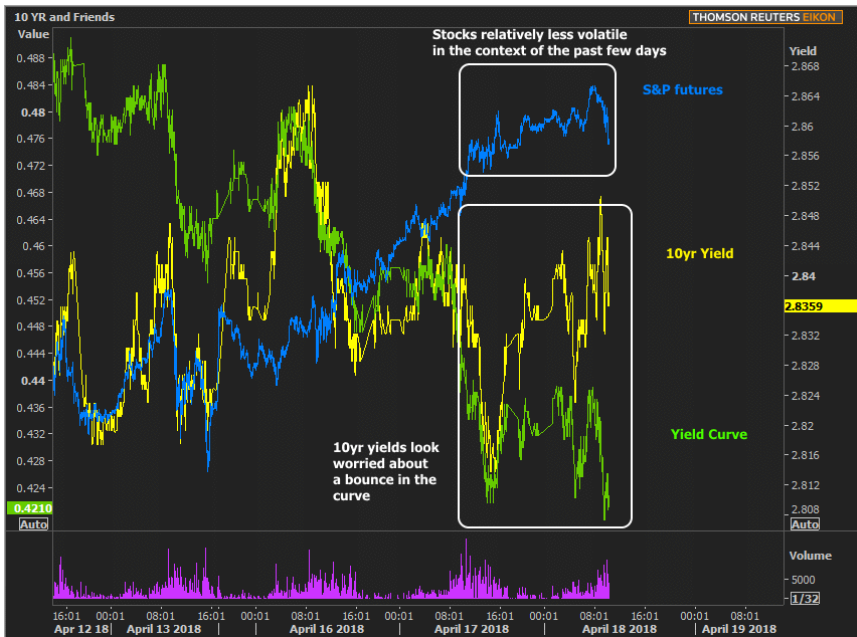 10 YR and Friends
THOMSON REUTERS EIKON
Value
Stocks relatively less volatile
in the context of the past few days
Yield
0.488
0.484
0.48
0.476
0.472
0.468
0.464
0.46
0.456
0.452
0.448
0.444
0.44
0.436
0.432
0.428
0.424
0.4210
Auto
S&P futures
10yr Yield
Yield Curve
10yr yields look
worried about
a bounce in the
curve
2.868
2.864
2.86
2.856
2.852
2.848
2.844
2.84
2.8359
2.832
2.828
2.824
2.82
2.816
2.812
2.808
Auto
Volume
5000
1/32
16:01 00:01 08:01 16:01 00:01 08:01 16:01 00:01 08:01 16:01 00:01 08:01 16:01 00:01 08:01
Apr 12 18 April 13 2018 April 16 2018 April 17 2018 April 18 2018 April 19 2018